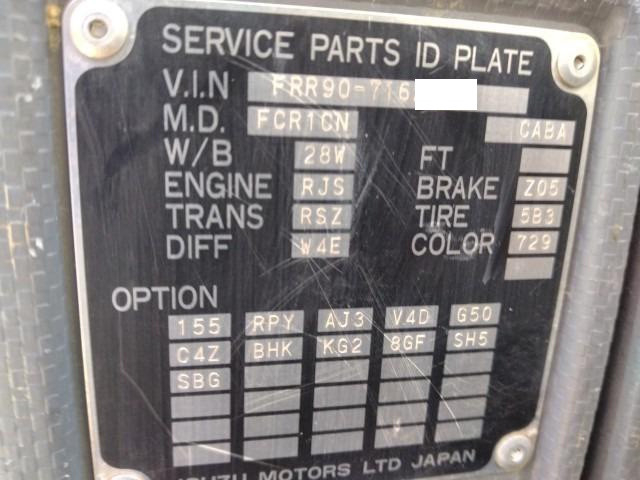 SERVICE PARTS ID PLATE
V.I.N FRR90-716
M.D. FCR1CN CABA
W/B 28W FT
ENGINE RJS BRAKE Z05
TRANS RSZ TIRE 5B3
DIFF W4E COLOR 729
OPTION
155 RPY AJ3 V4D G50
C4Z BHK KG2 8GF SH5
SBG
MOTORS LTD JAPAN